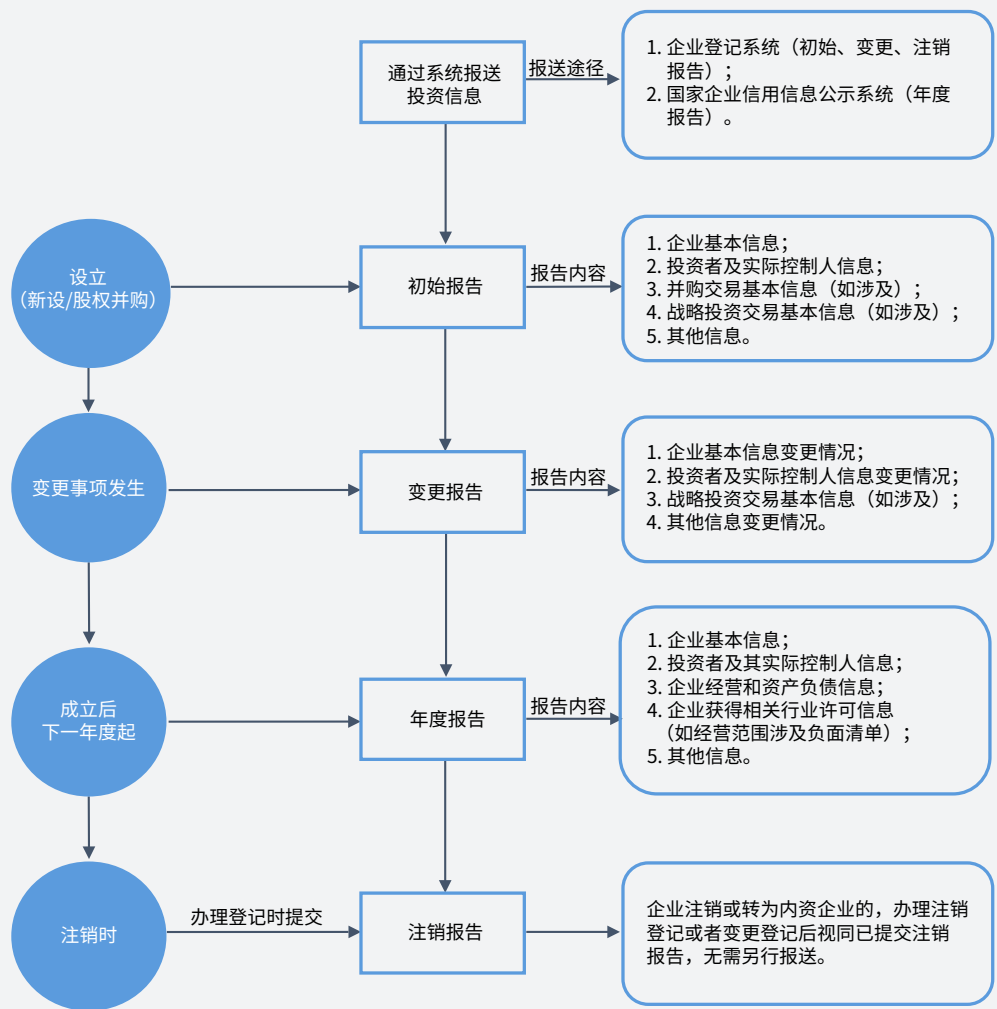 通过系统报送
投资信息
报送途径
1. 企业登记系统（初始、变更、注销
报告）；
2. 国家企业信用信息公示系统（年度
报告）。
设立
（新设/股权并购）
初始报告
报告内容
1. 企业基本信息；
2. 投资者及实际控制人信息；
3. 并购交易基本信息（如涉及）；
4. 战略投资交易基本信息（如涉及）；
5. 其他信息。
变更事项发生
变更报告
报告内容
1. 企业基本信息变更情况；
2. 投资者及实际控制人信息变更情况；
3. 战略投资交易基本信息（如涉及）；
4. 其他信息变更情况。
成立后
下一年度起
年度报告
报告内容
1. 企业基本信息；
2. 投资者及其实际控制人信息；
3. 企业经营和资产负债信息；
4. 企业获得相关行业许可信息
（如经营范围涉及负面清单）；
5. 其他信息。
注销时
办理登记时提交
注销报告
企业注销或转为内资企业的，办理注销
登记或者变更登记后视同已提交注销
报告，无需另行报送。